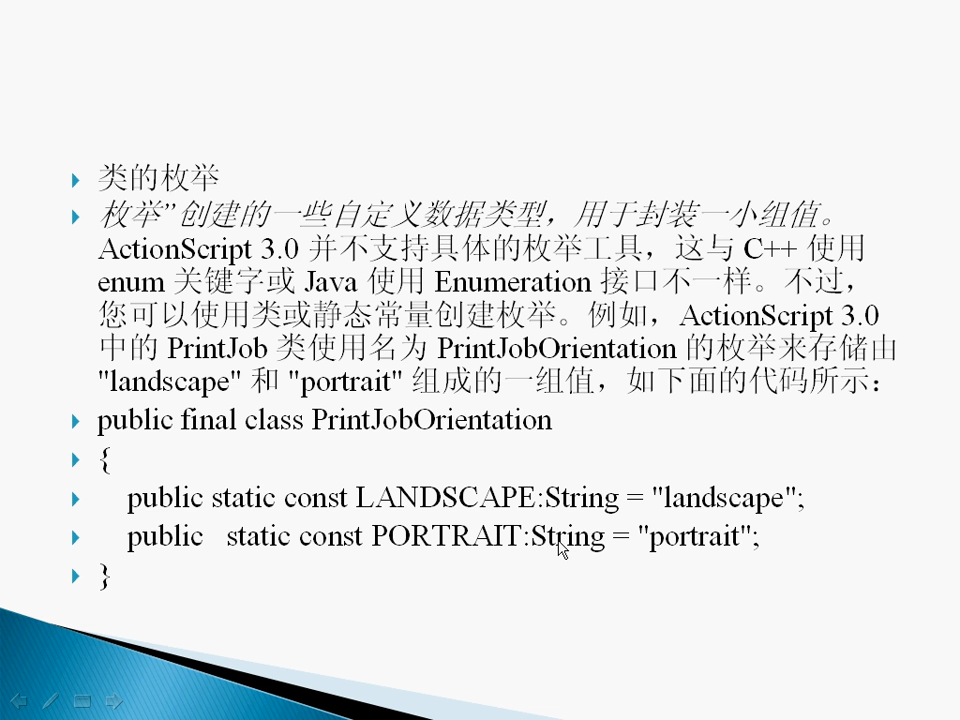 类的枚举
枚举”创建的一些自定义数据类型，用于封装一小组值。
ActionScript 3.0 并不支持具体的枚举工具，这与 C++ 使用
enum 关键字或 Java 使用 Enumeration 接口不一样。不过，
您可以使用类或静态常量创建枚举。例如，ActionScript 3.0
中的 PrintJob 类使用名为 PrintJobOrientation 的枚举来存储由
"landscape" 和 "portrait" 组成的一组值，如下面的代码所示：
public final class PrintJobOrientation
{
public static const LANDSCAPE:String = "landscape";
public static const PORTRAIT:String = "portrait";
}